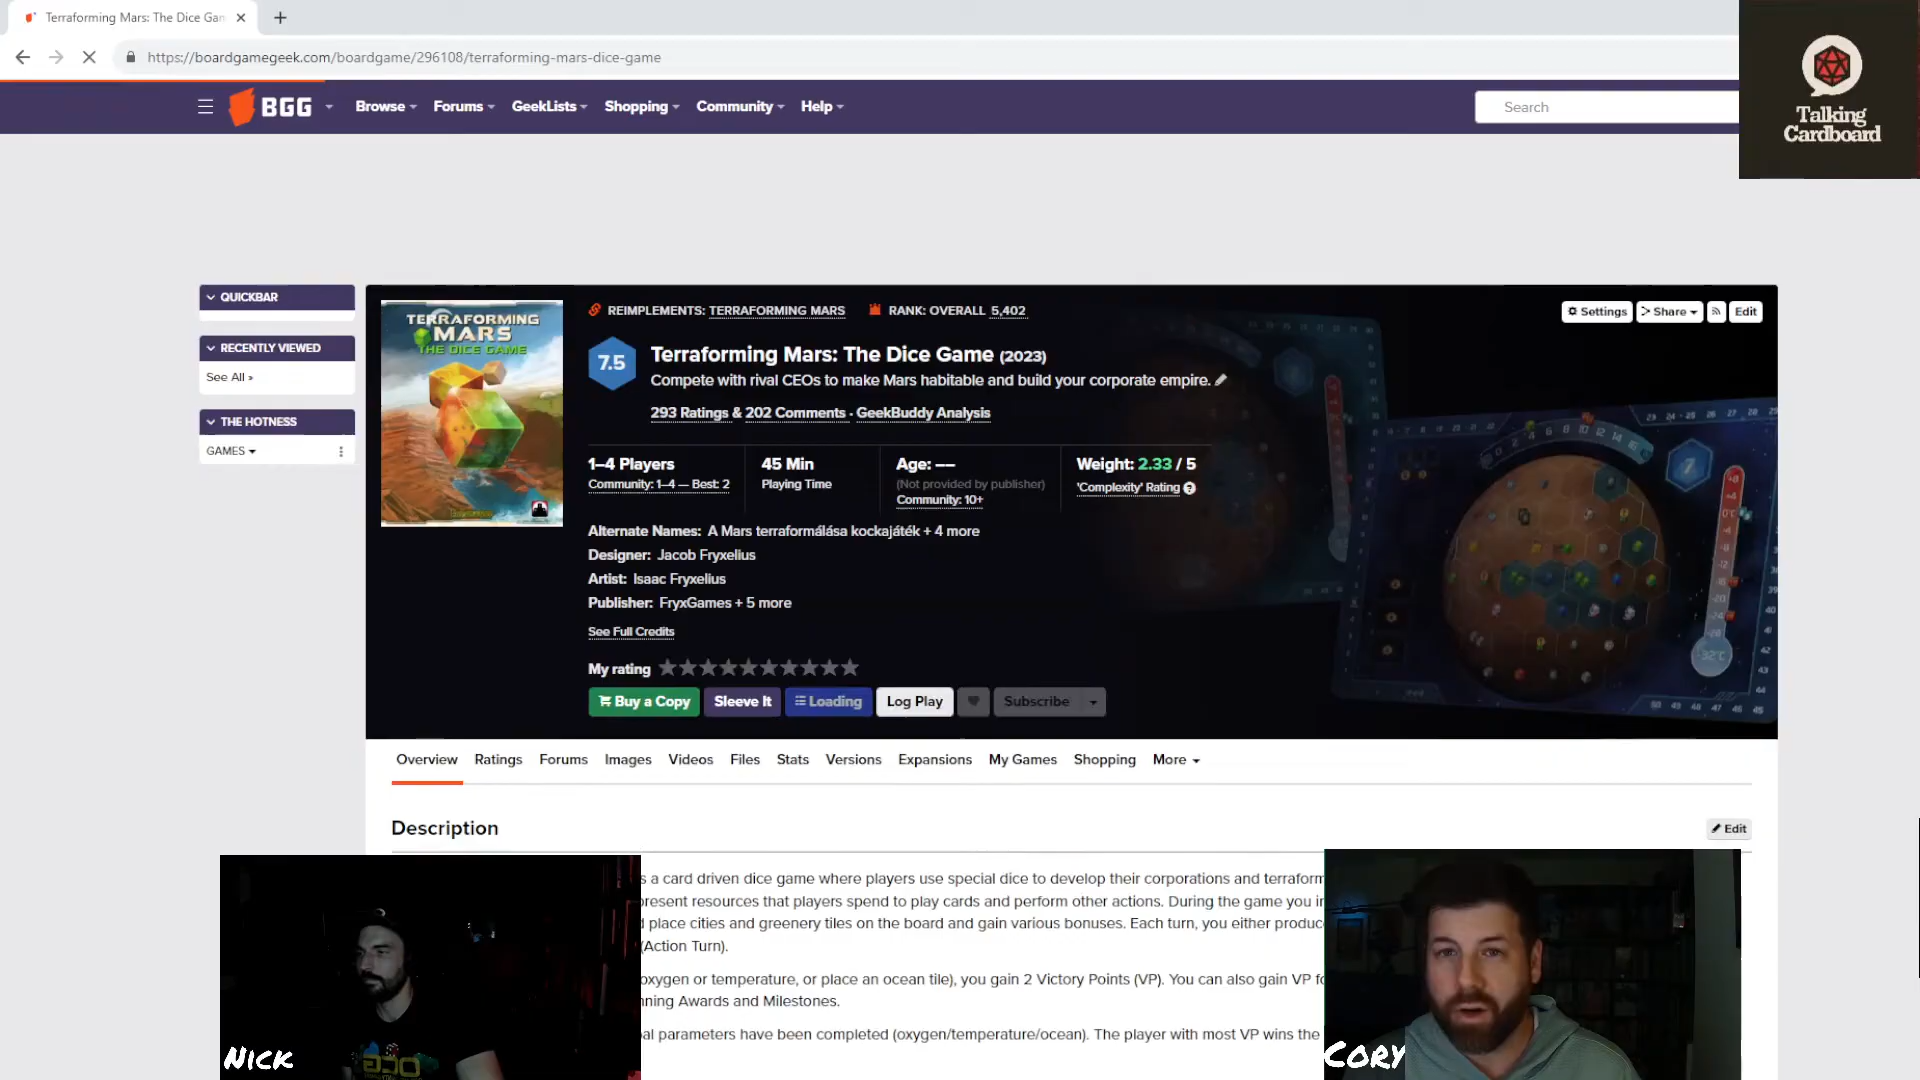 Terraforming Mars: The Dice Gam
https://boardgamegeek.com/boardgame/296108/terraforming-mars-dice-game
BGG
Browse
Forums
GeekLists
Shopping
Community
Help
Search
Talking
Cardboard
QUICKBAR
RECENTLY VIEWED
See All »
THE HOTNESS
GAMES
TERRAFORMING
MARS
THE DICE GAME
REIMPLEMENTS: TERRAFORMING MARS
RANK: OVERALL 5,402
Settings
Share
Edit
7.5
Terraforming Mars: The Dice Game (2023)
Compete with rival CEOs to make Mars habitable and build your corporate empire.
293 Ratings & 202 Comments · GeekBuddy Analysis
1–4 Players
Community: 1–4 — Best: 2
45 Min
Playing Time
Age: ––
(Not provided by publisher)
Community: 10+
Weight: 2.33 / 5
'Complexity' Rating
Alternate Names: A Mars terraformálása kockajáték + 4 more
Designer: Jacob Fryxelius
Artist: Isaac Fryxelius
Publisher: FryxGames + 5 more
See Full Credits
My rating
Buy a Copy
Sleeve It
Loading
Log Play
Subscribe
Overview
Ratings
Forums
Images
Videos
Files
Stats
Versions
Expansions
My Games
Shopping
More
Description
Edit
s a card driven dice game where players use special dice to develop their corporations and terraform
present resources that players spend to play cards and perform other actions. During the game you in
place cities and greenery tiles on the board and gain various bonuses. Each turn, you either produce
(Action Turn).
oxygen or temperature, or place an ocean tile), you gain 2 Victory Points (VP). You can also gain VP fo
nning Awards and Milestones.
al parameters have been completed (oxygen/temperature/ocean). The player with most VP wins the
NICK
CORY